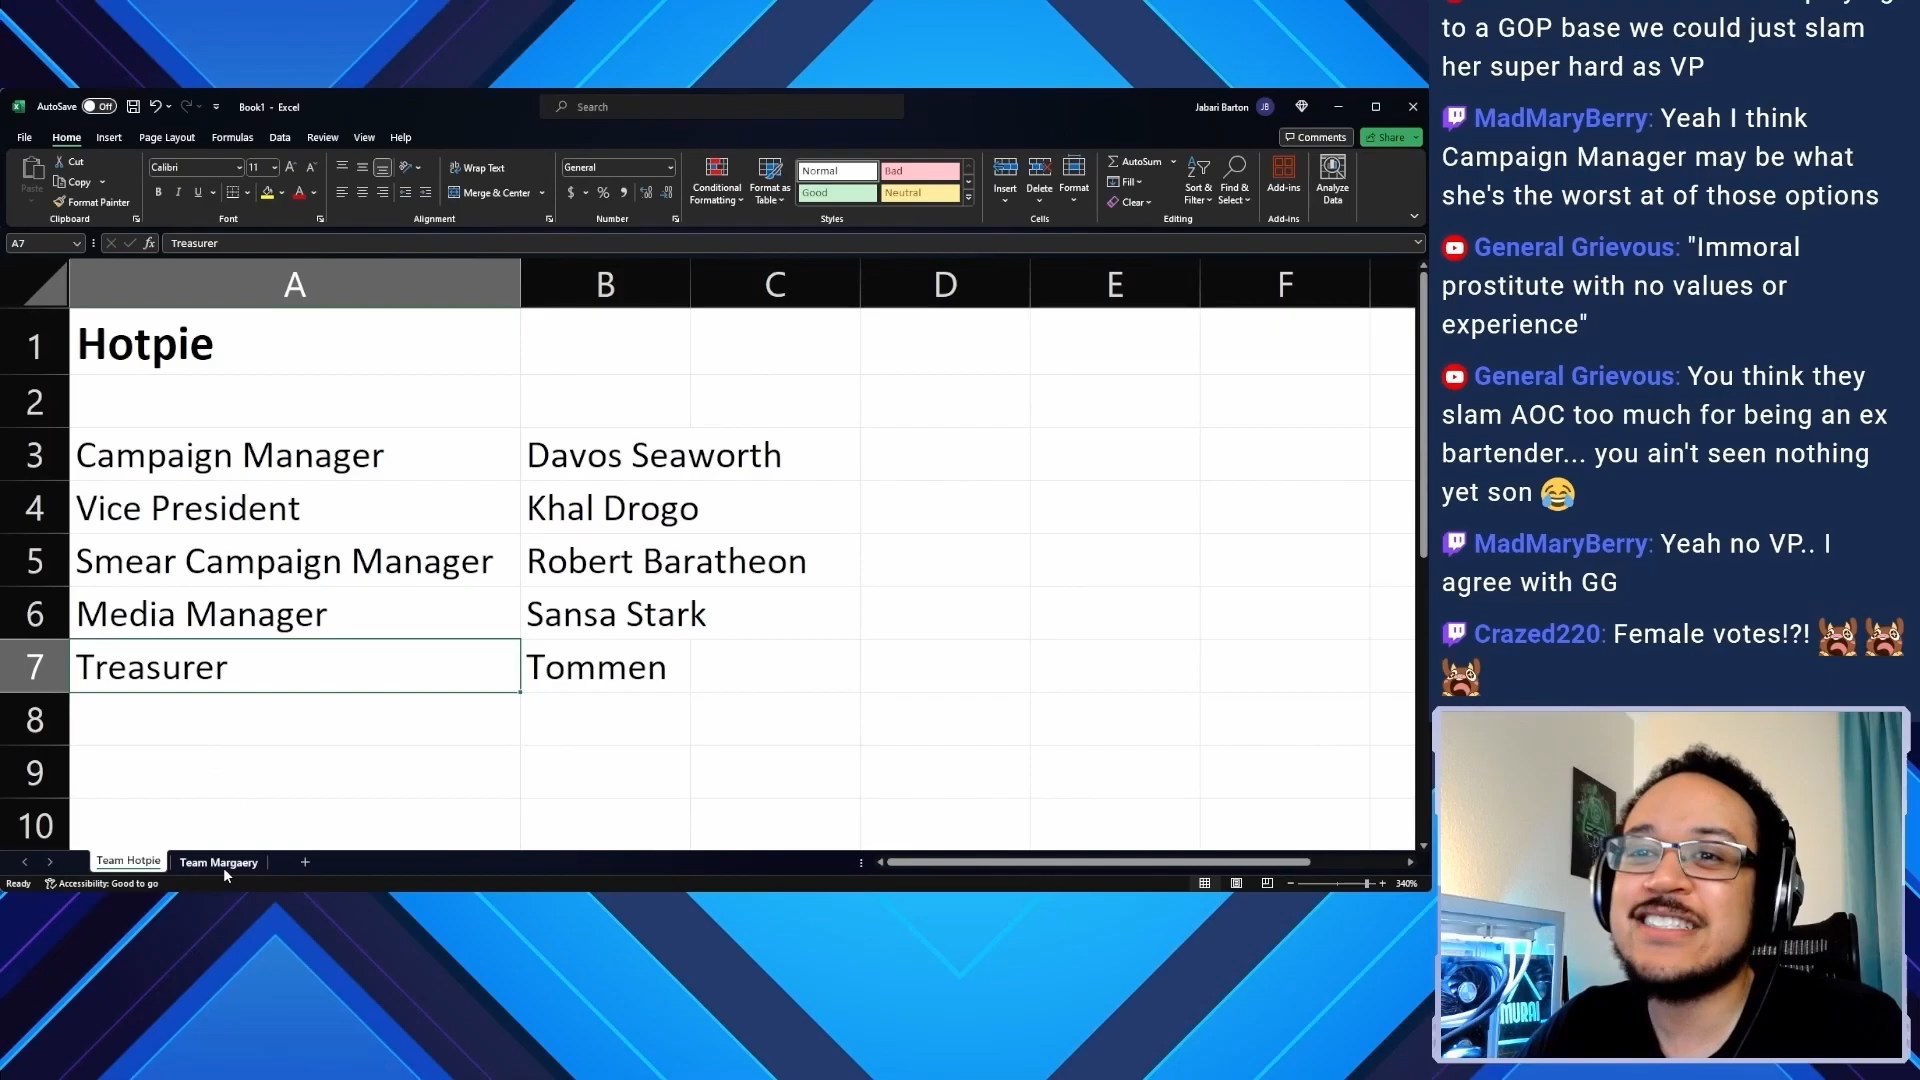 AutoSave Off Book1 - Excel Search Jabari Barton JB
File Home Insert Page Layout Formulas Data Review View Help Comments Share
Paste Cut Copy Format Painter Clipboard
Calibri 11 B I U A Font
Wrap Text Merge & Center Alignment
General $ % Number
Conditional Formatting Format as Table Normal Bad Good Neutral Styles
Insert Delete Format Cells
AutoSum Fill Clear Sort & Filter Find & Select Editing
Add-ins Add-ins
Analyze Data
A7 fx Treasurer
A B C D E F
1 Hotpie
2
3 Campaign Manager Davos Seaworth
4 Vice President Khal Drogo
5 Smear Campaign Manager Robert Baratheon
6 Media Manager Sansa Stark
7 Treasurer Tommen
8
9
10
Team Hotpie Team Margaery
Ready Accessibility: Good to go 340%
to a GOP base we could just slam
her super hard as VP
MadMaryBerry: Yeah I think
Campaign Manager may be what
she's the worst at of those options
General Grievous: "Immoral
prostitute with no values or
experience"
General Grievous: You think they
slam AOC too much for being an ex
bartender... you ain't seen nothing
yet son 😂
MadMaryBerry: Yeah no VP.. I
agree with GG
Crazed220: Female votes!?!
MURAI